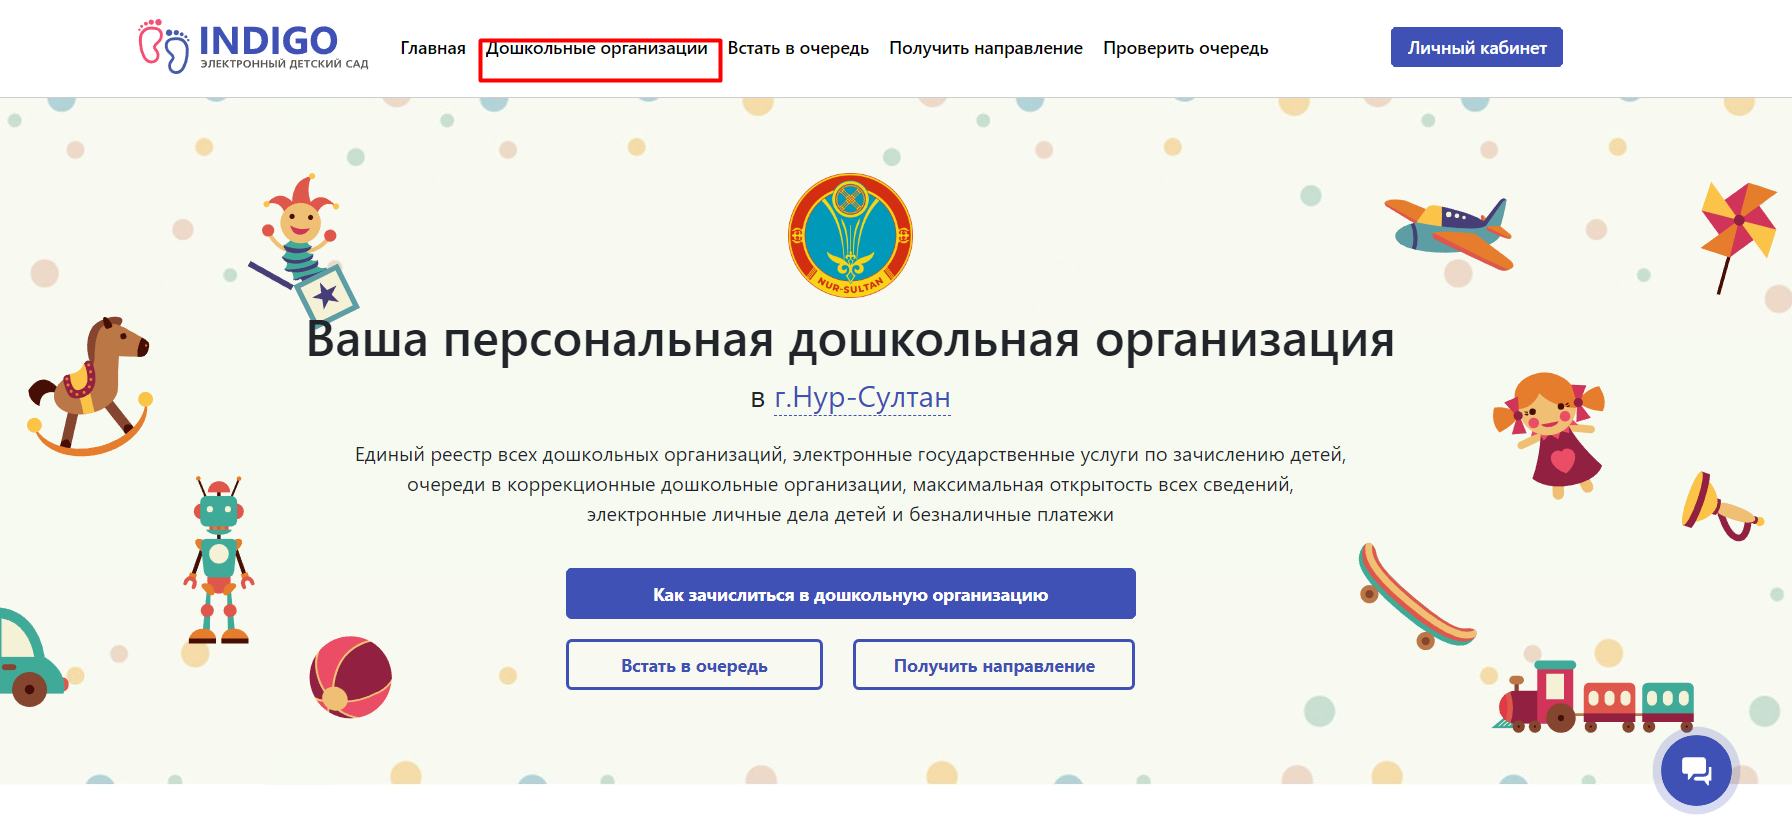 INDIGO
ЭЛЕКТРОННЫЙ ДЕТСКИЙ САД
Главная
Дошкольные организации
Встать в очередь
Получить направление
Проверить очередь
Личный кабинет
NUR-SULTAN
Ваша персональная дошкольная организация
в г.Нур-Султан
Единый реестр всех дошкольных организаций, электронные государственные услуги по зачислению детей,
очереди в коррекционные дошкольные организации, максимальная открытость всех сведений,
электронные личные дела детей и безналичные платежи
Как зачислиться в дошкольную организацию
Встать в очередь
Получить направление